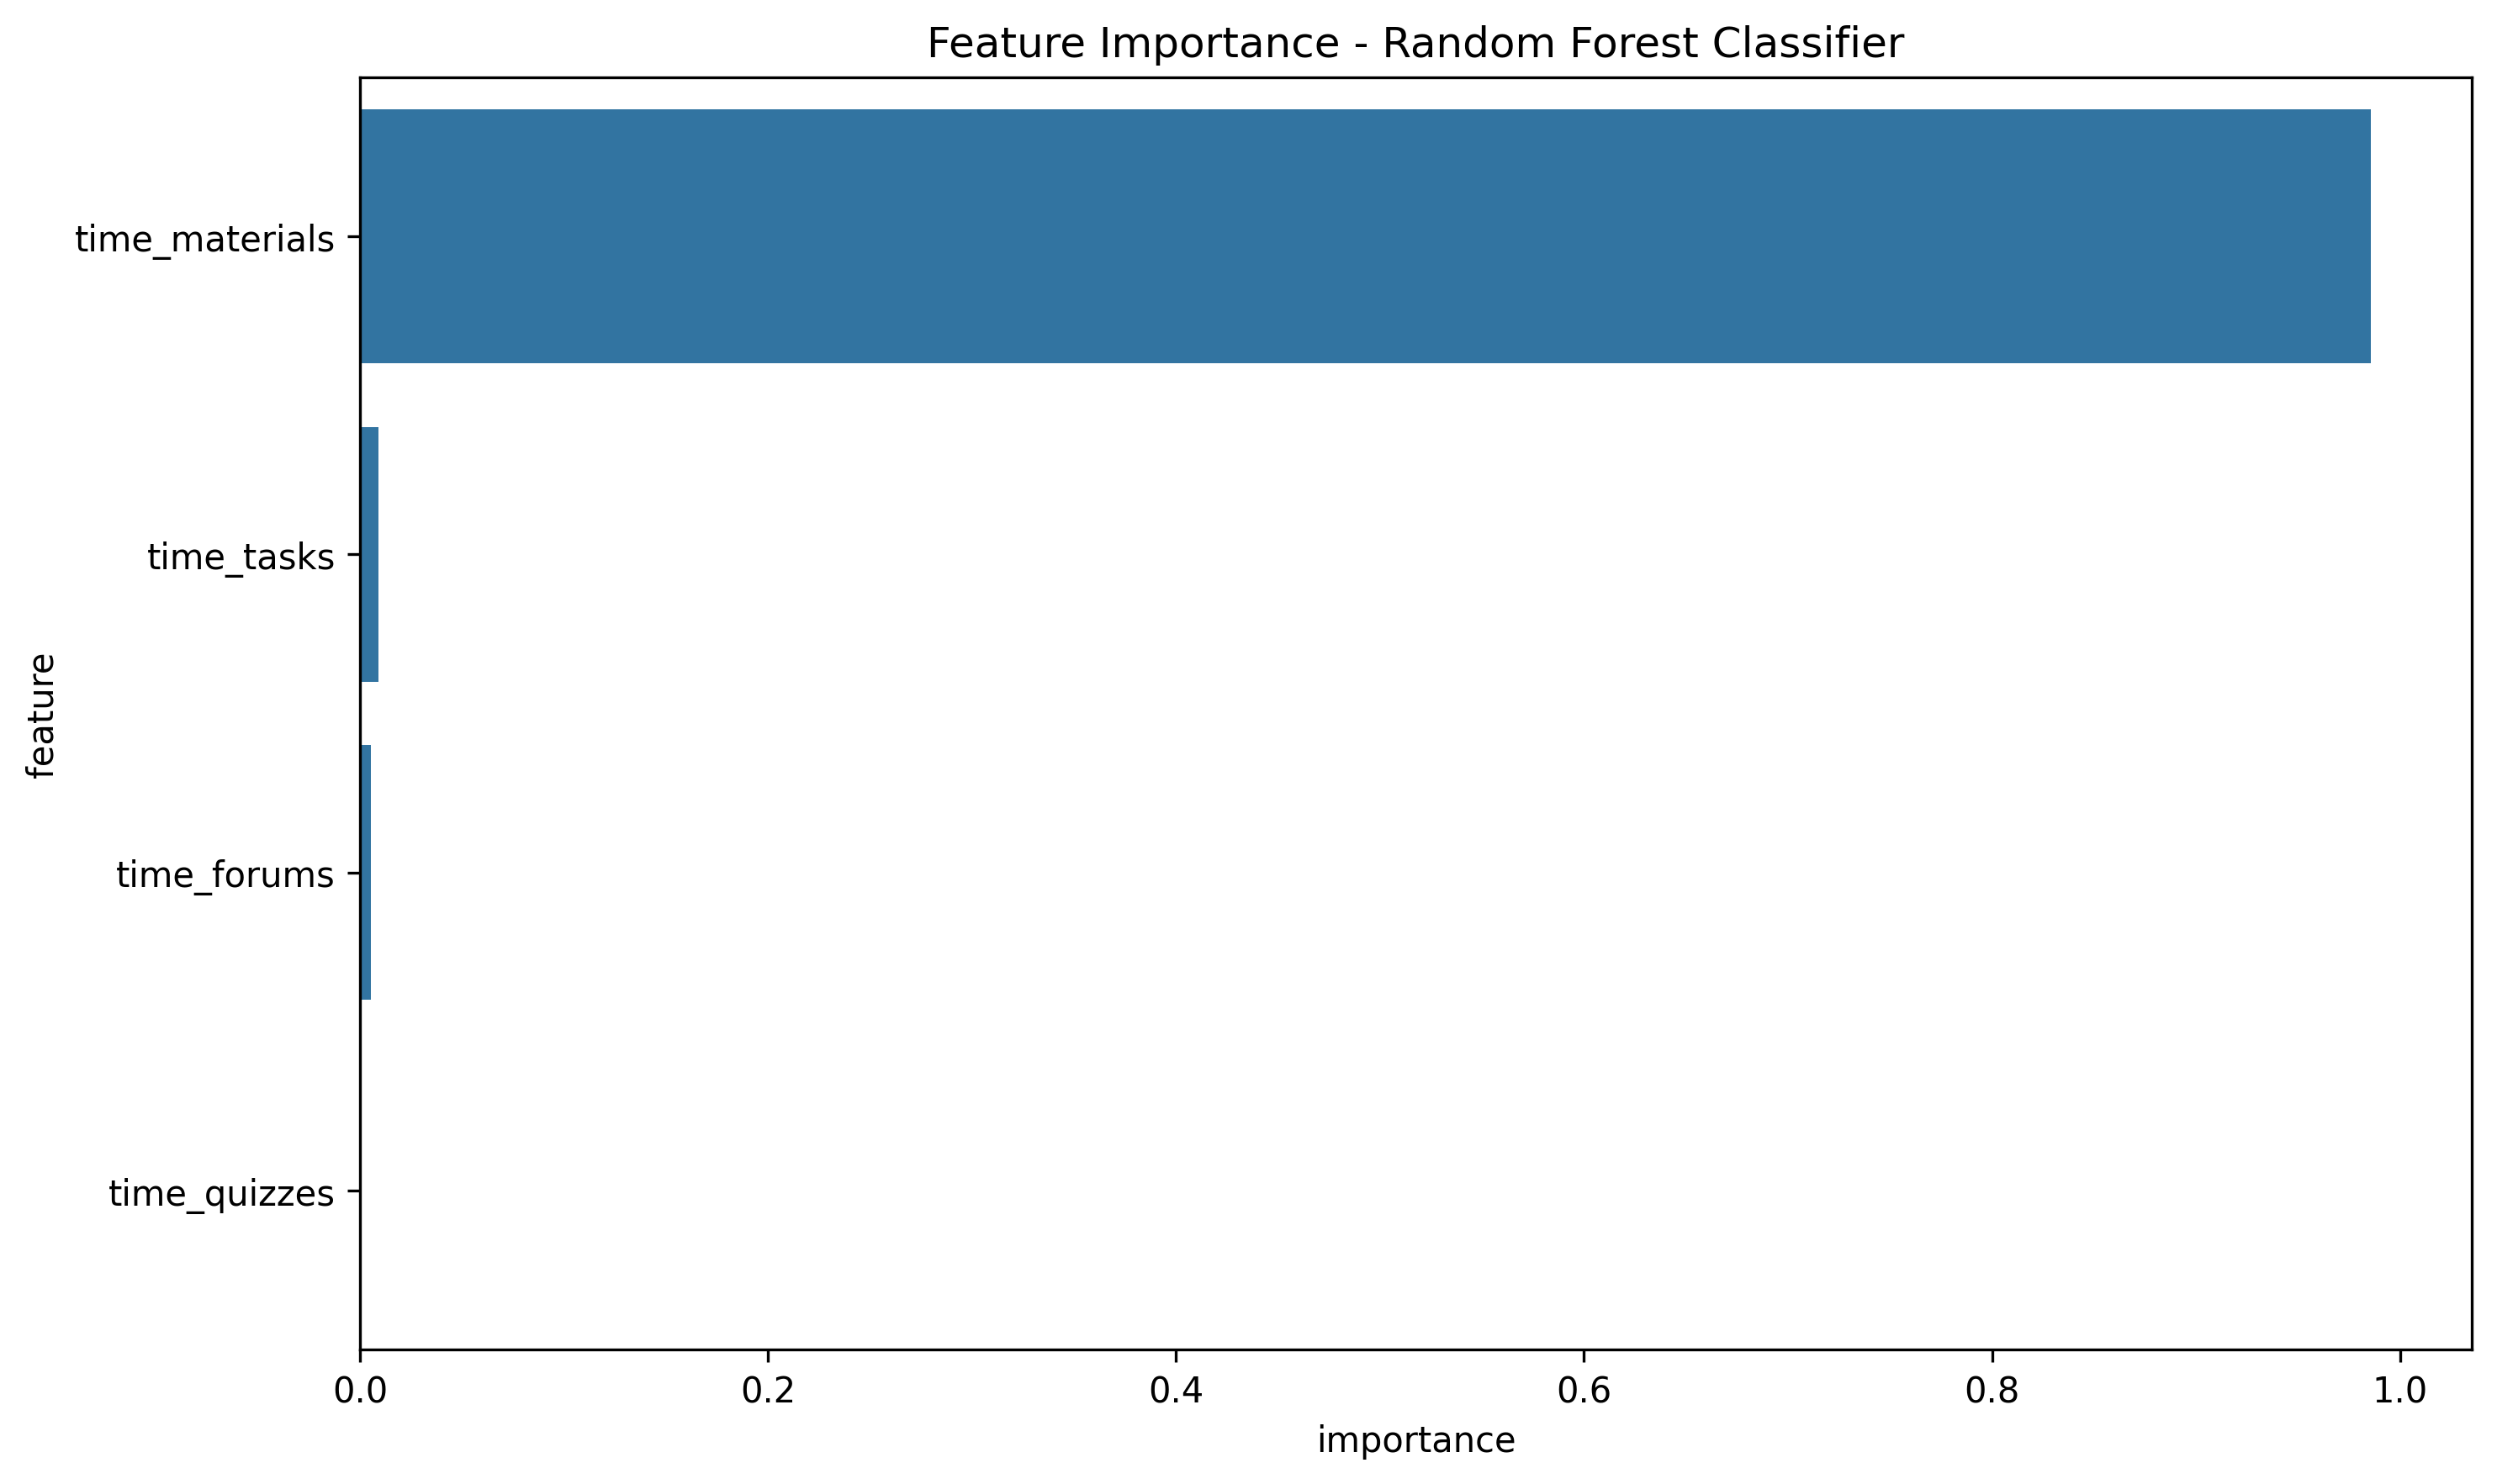 Feature Importance - Random Forest Classifier
time_materials
time_tasks
time_forums
time_quizzes
feature
0.0 0.2 0.4 0.6 0.8 1.0
importance